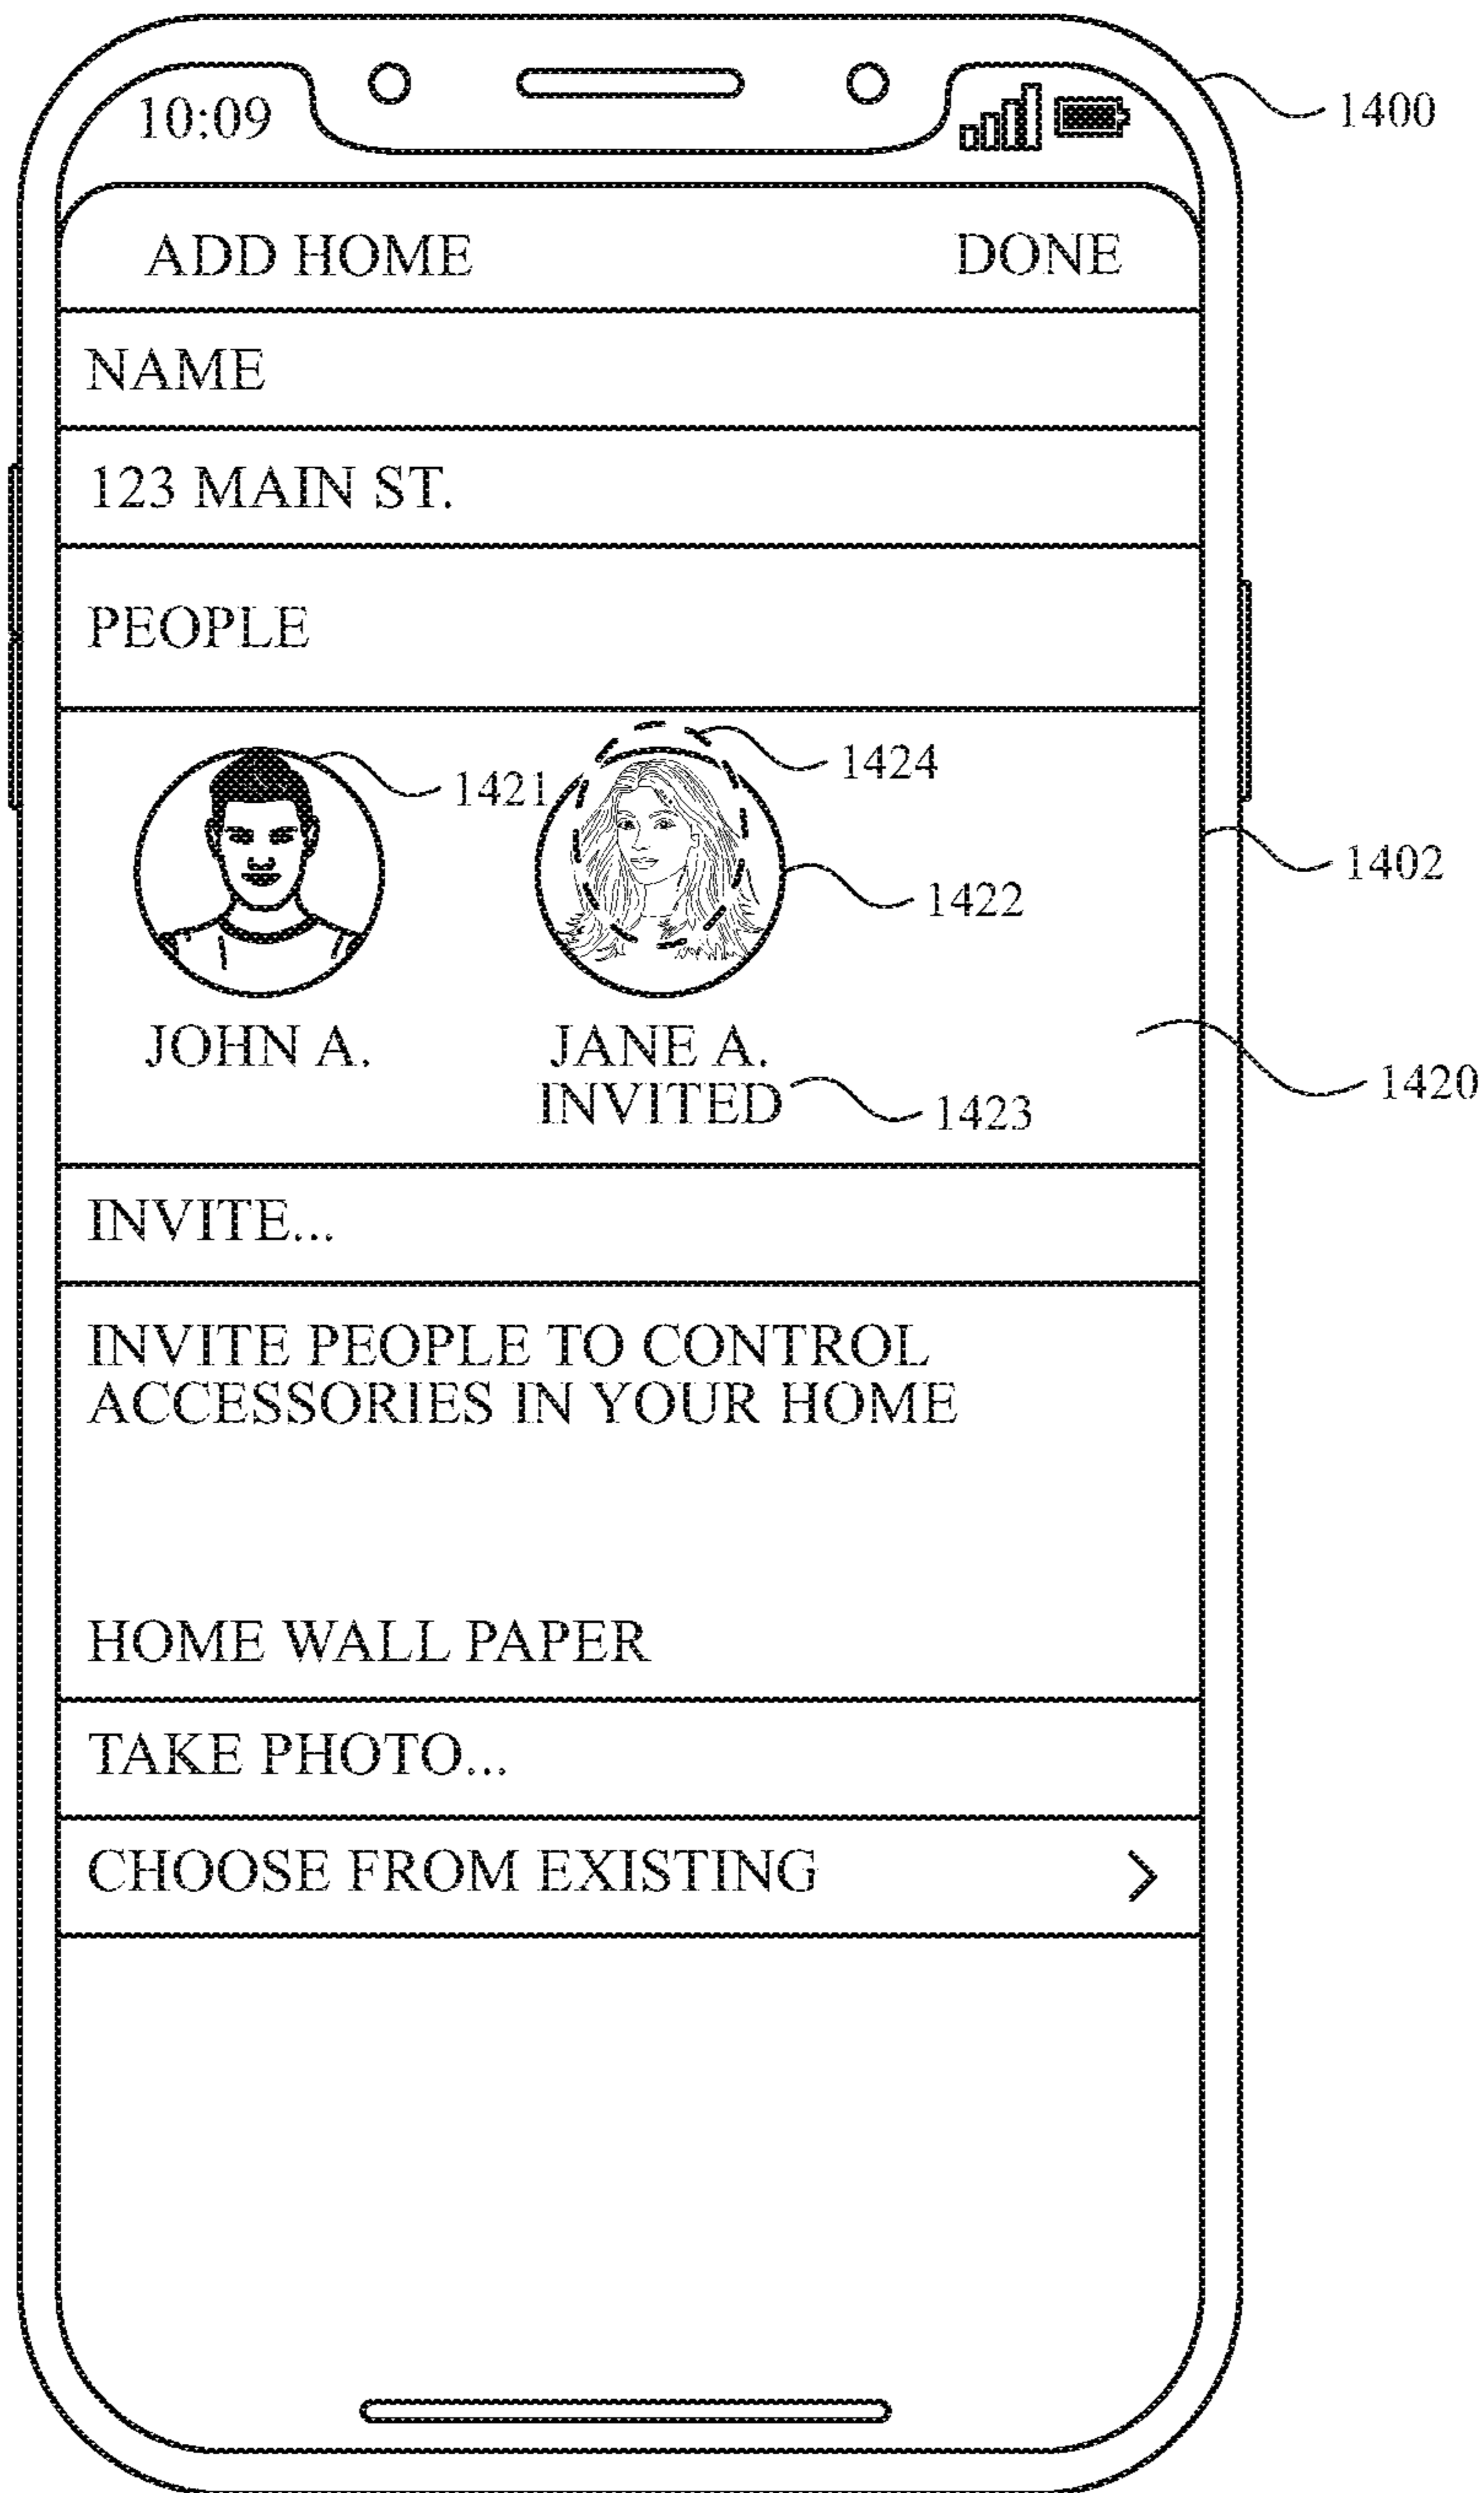 10:09
1400
ADD HOME DONE
NAME
123 MAIN ST.
PEOPLE
1424
1421
1402
1422
JOHN A. JANE A.
INVITED
1420
1423
INVITE...
INVITE PEOPLE TO CONTROL
ACCESSORIES IN YOUR HOME
HOME WALL PAPER
TAKE PHOTO...
CHOOSE FROM EXISTING >